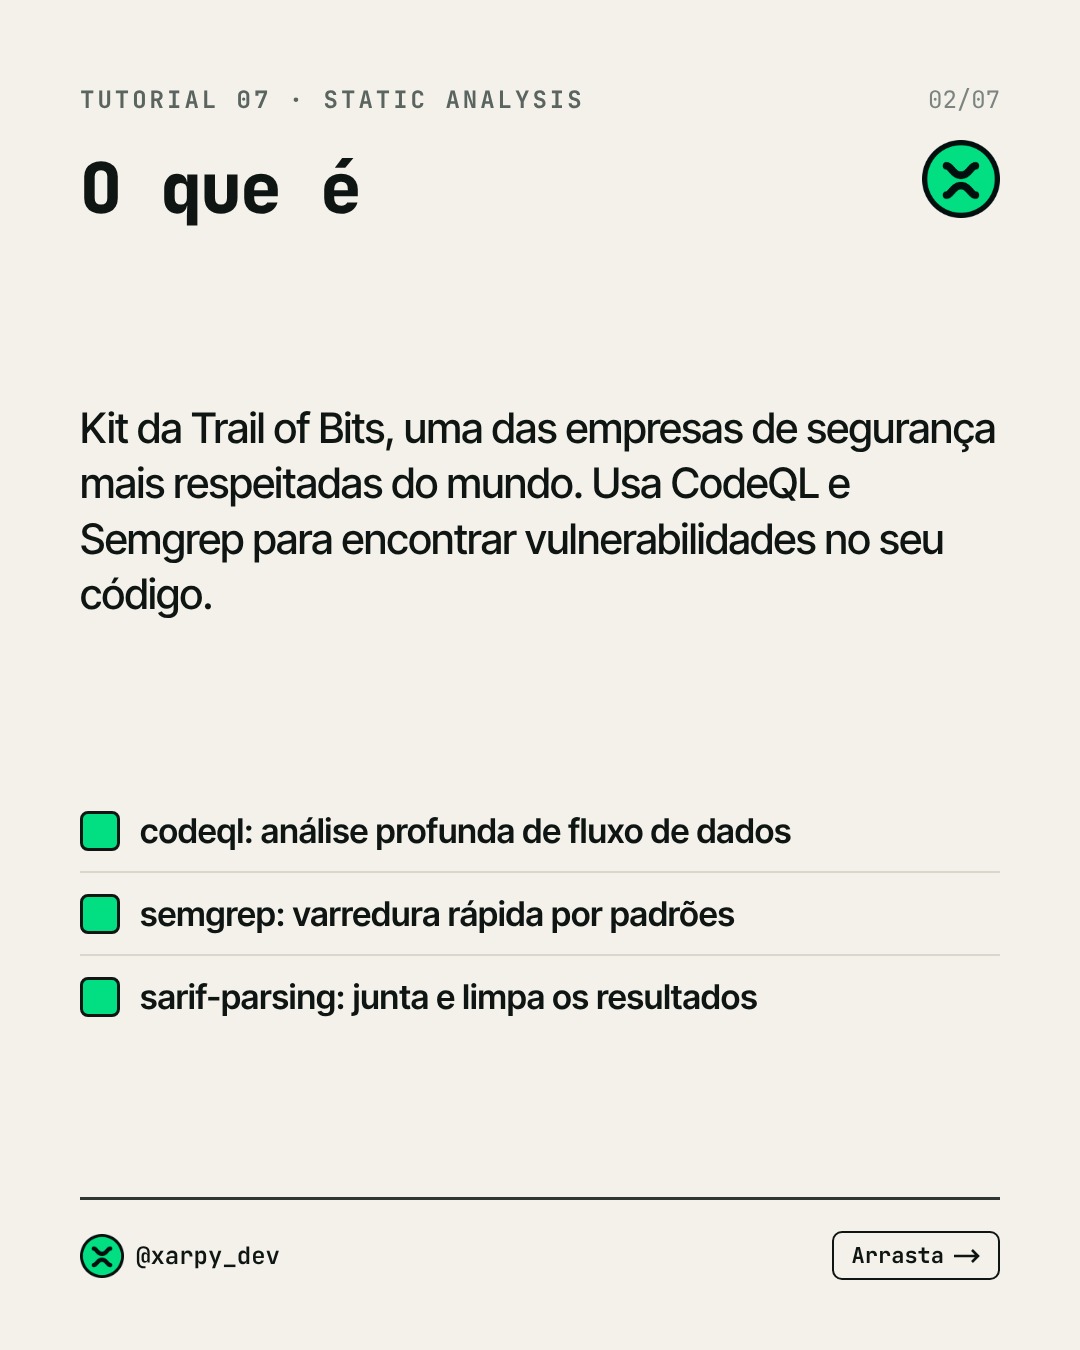 TUTORIAL 07 · STATIC ANALYSIS
02/07
O que é
Kit da Trail of Bits, uma das empresas de segurança
mais respeitadas do mundo. Usa CodeQL e
Semgrep para encontrar vulnerabilidades no seu
código.
codeql: análise profunda de fluxo de dados
semgrep: varredura rápida por padrões
sarif-parsing: junta e limpa os resultados
@xarpy_dev
Arrasta →